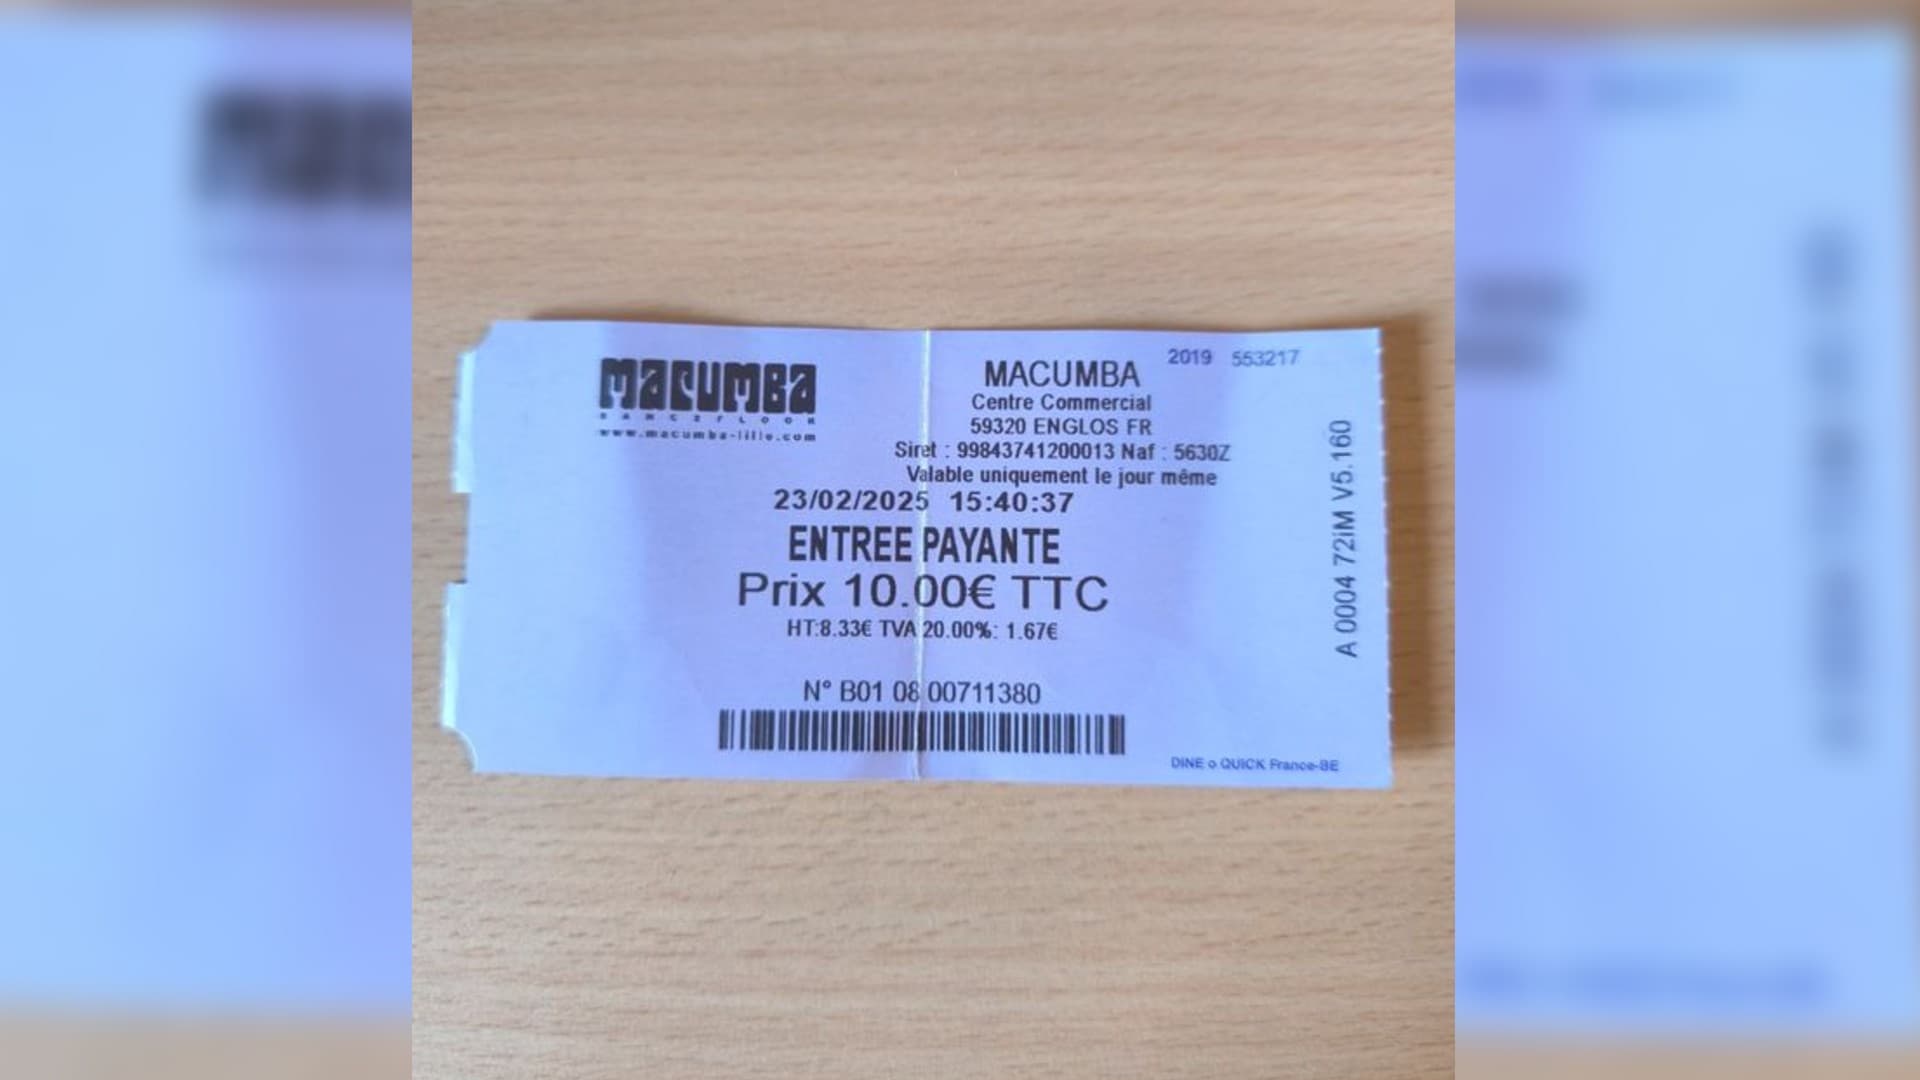 macumba
DANCEFLOOR
www.macumba-lille.com
2019 553217
MACUMBA
Centre Commercial
59320 ENGLOS FR
Siret : 99843741200013 Naf : 5630Z
Valable uniquement le jour même
23/02/2025 15:40:37
ENTREE PAYANTE
Prix 10.00€ TTC
HT:8.33€ TVA 20.00%: 1.67€
N° B01 08 00711380
DINE o QUICK France-BE
A 0004 72iM V5.160